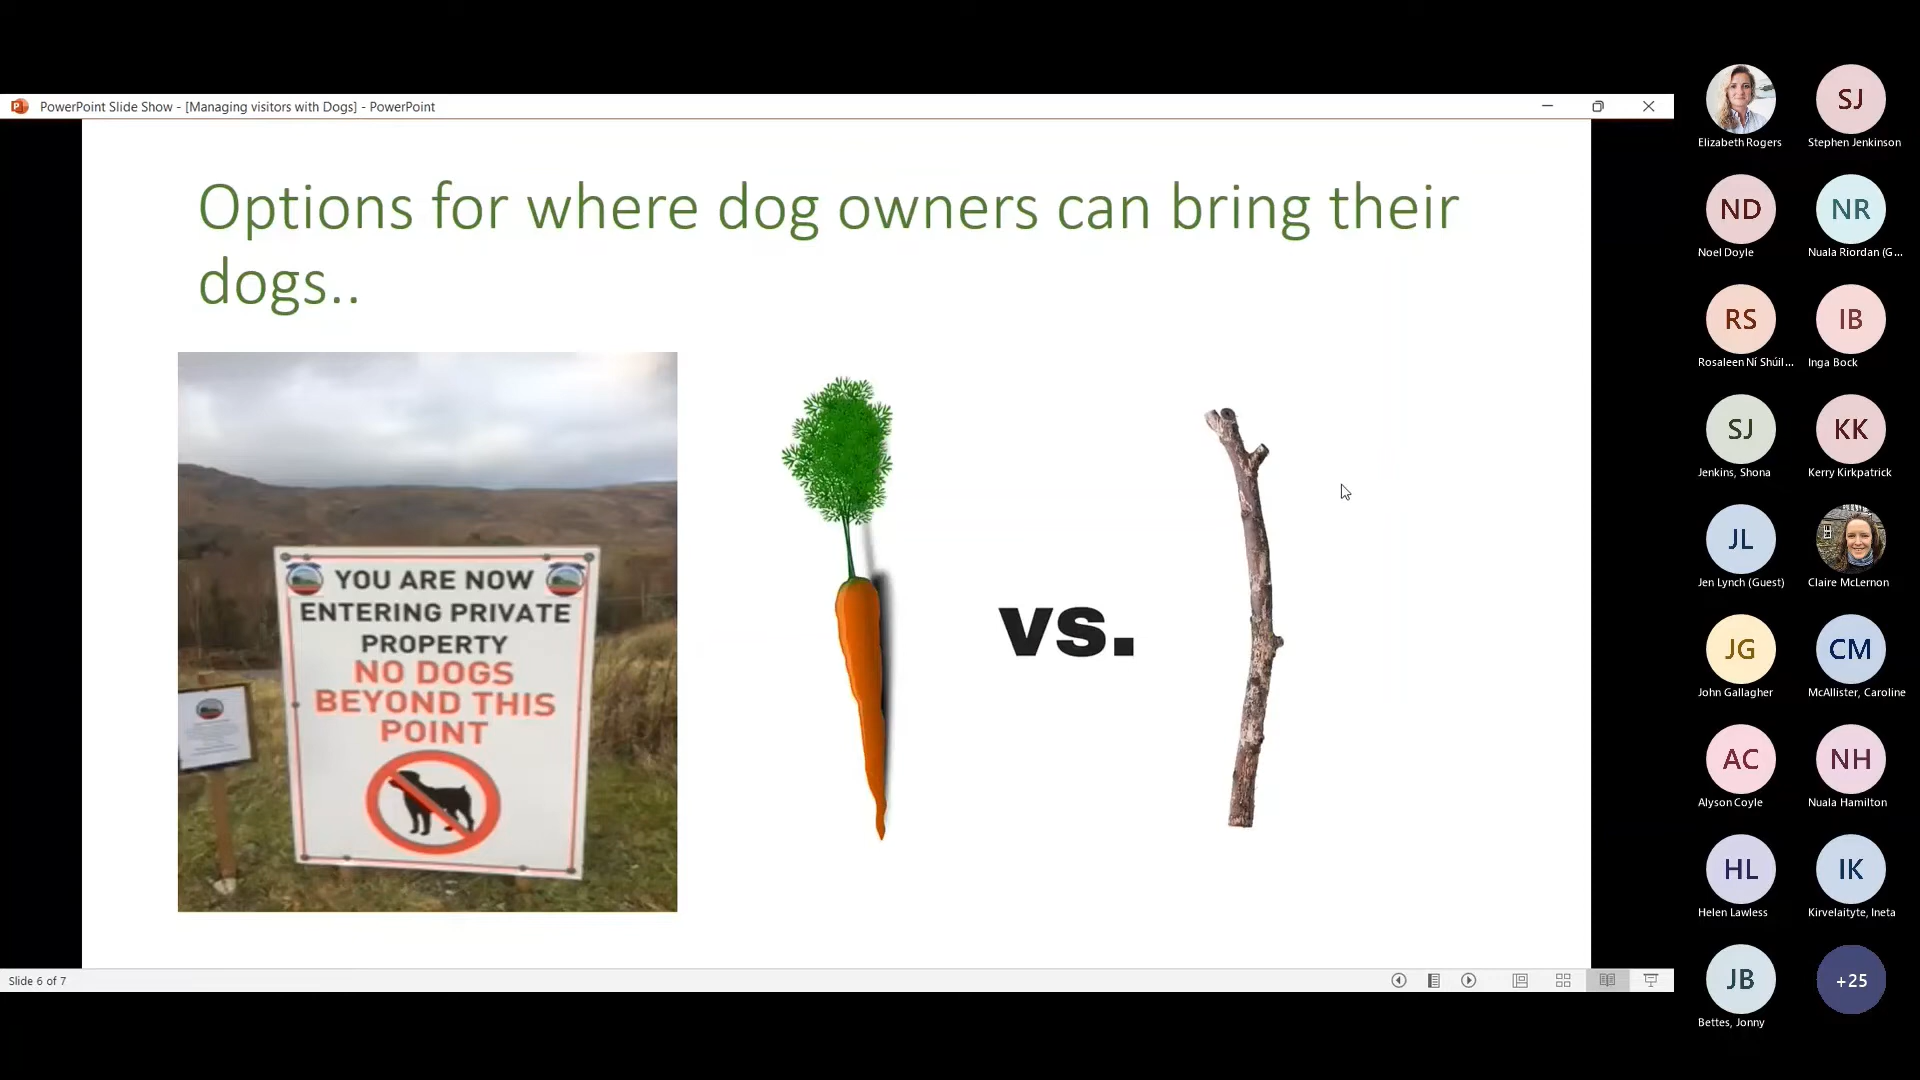 PowerPoint Slide Show - [Managing visitors with Dogs] - PowerPoint
Options for where dog owners can bring their
dogs..
YOU ARE NOW
ENTERING PRIVATE
PROPERTY
NO DOGS
BEYOND THIS
POINT
vs.
Slide 6 of 7
Elizabeth Rogers
SJ
Stephen Jenkinson
ND
Noel Doyle
NR
Nuala Riordan (G...
RS
Rosaleen Ní Shúil...
IB
Inga Bock
SJ
Jenkins, Shona
KK
Kerry Kirkpatrick
JL
Jen Lynch (Guest)
Claire McLernon
JG
John Gallagher
CM
McAllister, Caroline
AC
Alyson Coyle
NH
Nuala Hamilton
HL
Helen Lawless
IK
Kirvelaityte, Ineta
JB
Bettes, Jonny
+25